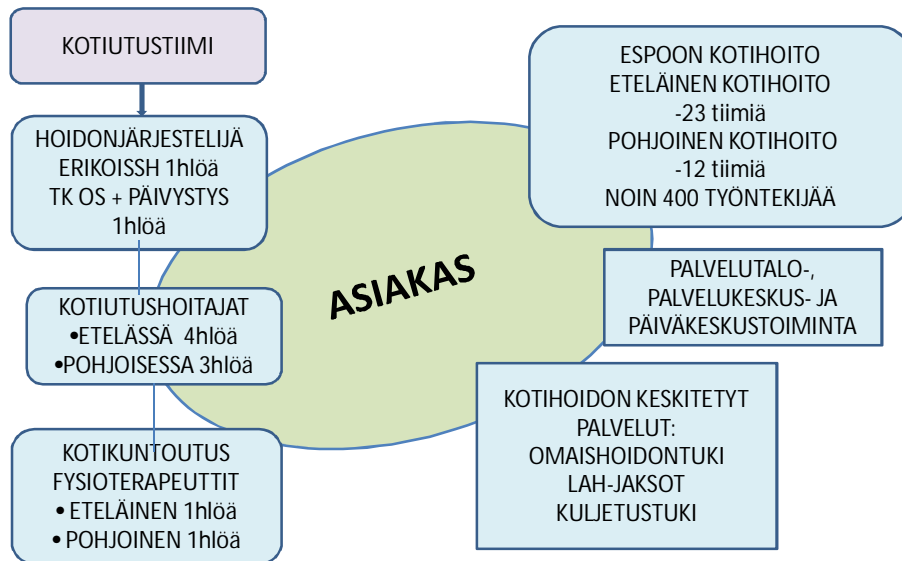 KOTIUTUSTIIMI
HOIDONJÄRJESTELIJÄ
ERIKOISSH 1hlöä
TK OS + PÄIVYSTYS
1hlöä
KOTIUTUSHOITAJAT
•ETELÄSSÄ 4hlöä
•POHJOISESSA 3hlöä
KOTIKUNTOUTUS
FYSIOTERAPEUTTIT
• ETELÄINEN 1hlöä
• POHJOINEN 1hlöä
ASIAKAS
ESPOON KOTIHOITO
ETELÄINEN KOTIHOITO
-23 tiimiä
POHJOINEN KOTIHOITO
-12 tiimiä
NOIN 400 TYÖNTEKIJÄÄ
PALVELUTALO-,
PALVELUKESKUS- JA
PÄIVÄKESKUSTOIMINTA
KOTIHOIDON KESKITETYT
PALVELUT:
OMAISHOIDONTUKI
LAH-JAKSOT
KULJETUSTUKI